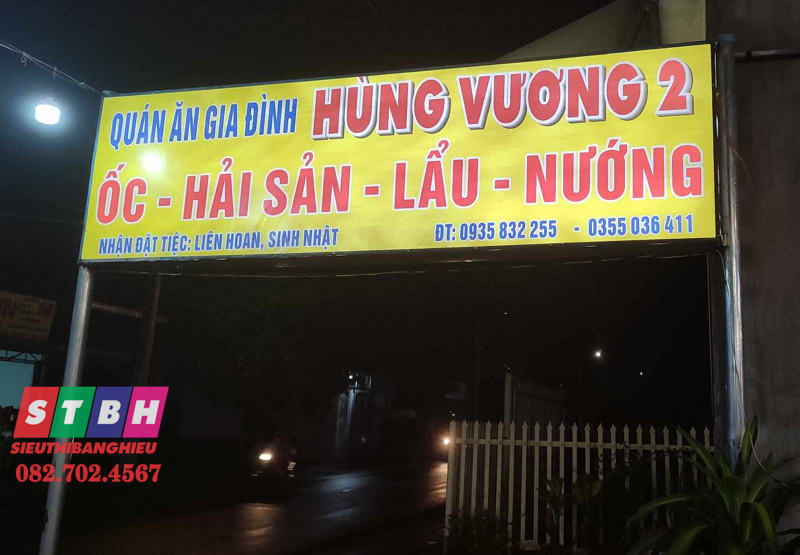 QUÁN ĂN GIA ĐÌNH HÙNG VƯƠNG 2
ỐC - HẢI SẢN - LẨU - NƯỚNG
NHẬN ĐẶT TIỆC: LIÊN HOAN, SINH NHẬT ĐT: 0935 832 255 - 0355 036 411
STBH
SIEUTHIBANGHIEU
082.702.4567